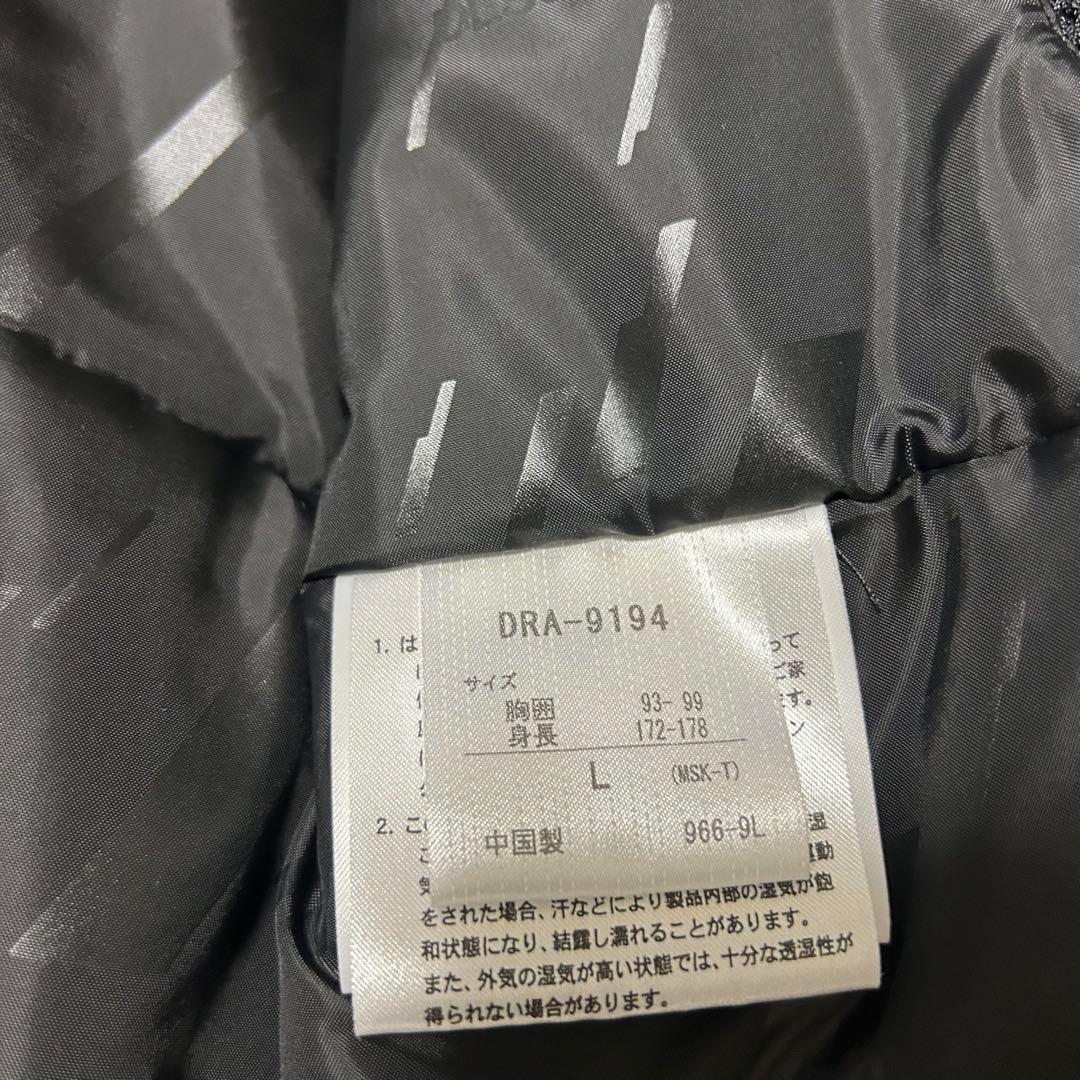 DRA-9194
サイズ
胸囲 93- 99
身長 172-178
L (MSK-T)
中国製 966-9L
1. は って
ご家
ます。
ン
2. こ 湿
こ 運動
気
をされた場合、汗などにより製品内部の湿気が飽
和状態になり、結露し濡れることがあります。
また、外気の湿気が高い状態では、十分な透湿性が
得られない場合があります。